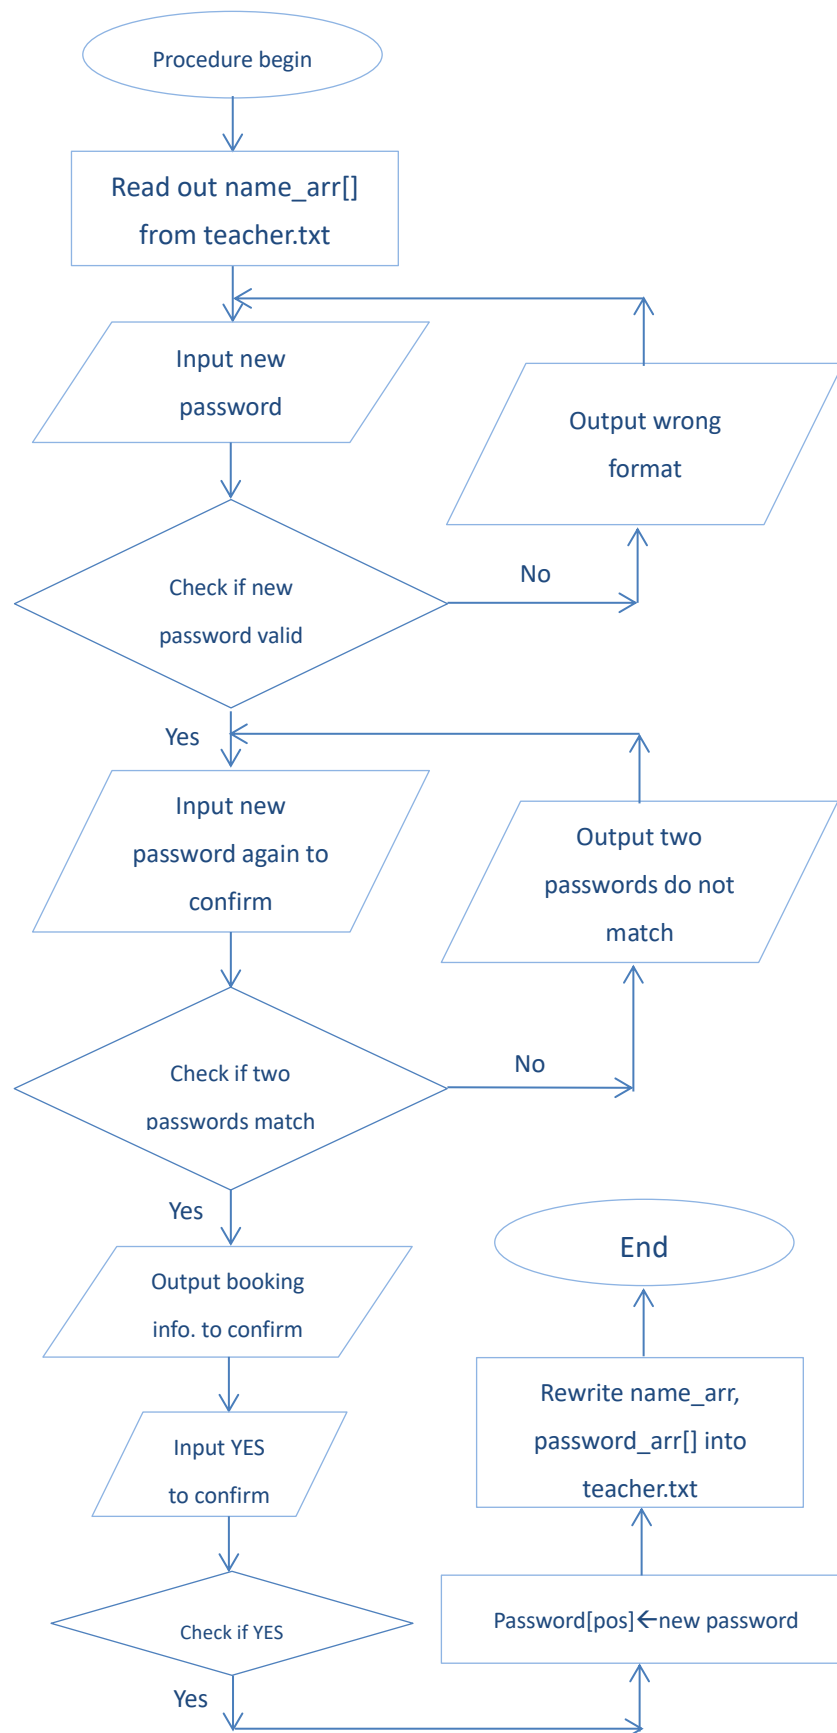 Procedure begin
Read out name_arr[]
from teacher.txt
Input new
password
Output wrong
format
Check if new
password valid
No
Yes
Input new
password again to
confirm
Output two
passwords do not
match
Check if two
passwords match
No
Yes
Output booking
info. to confirm
Input YES
to confirm
Check if YES
Yes
Password[pos]←new password
Rewrite name_arr,
password_arr[] into
teacher.txt
End